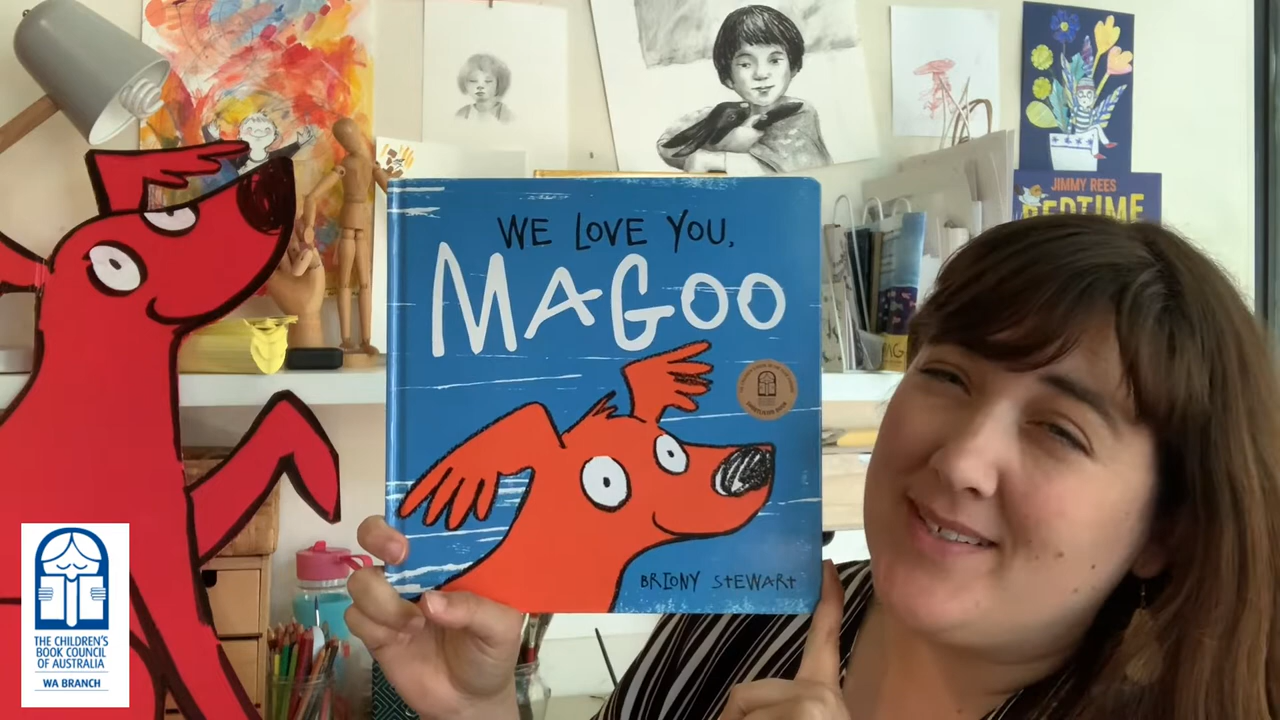 WE LOVE YOU,
MAGOO
BRIONY STEWART
JIMMY REES
BEDTIME
THE CHILDREN'S
BOOK COUNCIL
OF AUSTRALIA
WA BRANCH